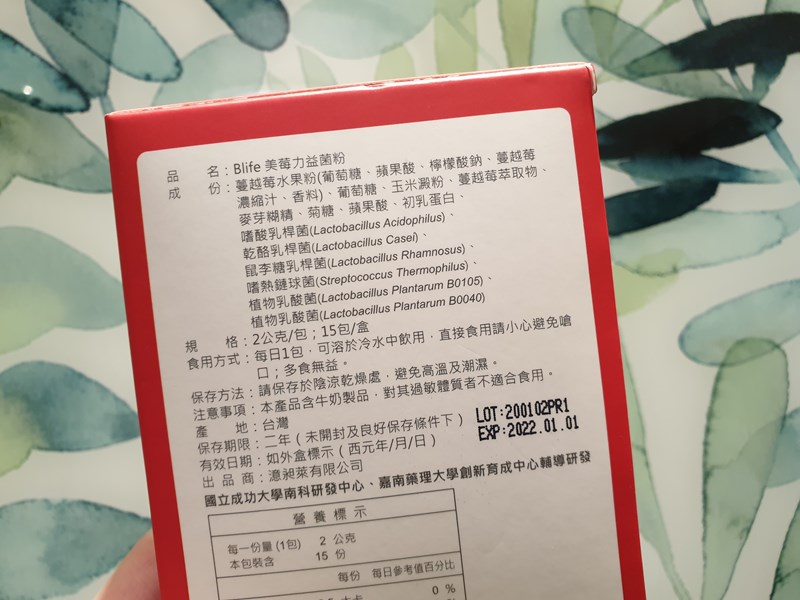 品　　名：Blife 美莓力益菌粉
成　　份：蔓越莓水果粉(葡萄糖、蘋果酸、檸檬酸鈉、蔓越莓
濃縮汁、香料)、葡萄糖、玉米澱粉、蔓越莓萃取物、
麥芽糊精、菊糖、蘋果酸、初乳蛋白、
嗜酸乳桿菌(Lactobacillus Acidophilus)、
乾酪乳桿菌(Lactobacillus Casei)、
鼠李糖乳桿菌(Lactobacillus Rhamnosus)、
嗜熱鏈球菌(Streptococcus Thermophilus)、
植物乳酸菌(Lactobacillus Plantarum B0105)、
植物乳酸菌(Lactobacillus Plantarum B0040)
規　　格：2公克/包；15包/盒
食用方式：每日1包，可溶於冷水中飲用，直接食用請小心避免嗆
口；多食無益。
保存方法：請保存於陰涼乾燥處，避免高溫及潮濕。
注意事項：本產品含牛奶製品，對其過敏體質者不適合食用。
產　　地：台灣
保存期限：二年（未開封及良好保存條件下）
有效日期：如外盒標示（西元年/月/日）
LOT:200102PR1
EXP:2022.01.01
出 品 商：澺昶萊有限公司
國立成功大學南科研發中心、嘉南藥理大學創新育成中心輔導研發
營養標示
每一份量 (1包)　2 公克
本包裝含　15 份
每份　每日參考值百分比
0 %